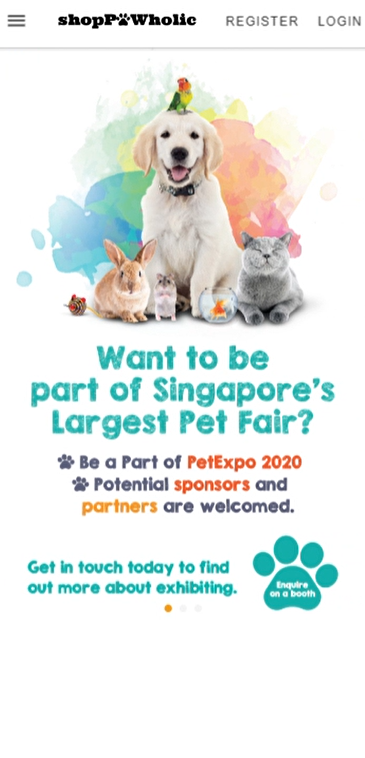 shopPawWholic REGISTER LOGIN
Want to be
part of Singapore's
Largest Pet Fair?
Be a Part of PetExpo 2020
Potential sponsors and
partners are welcomed.
Get in touch today to find
out more about exhibiting.
Enquire
on a booth